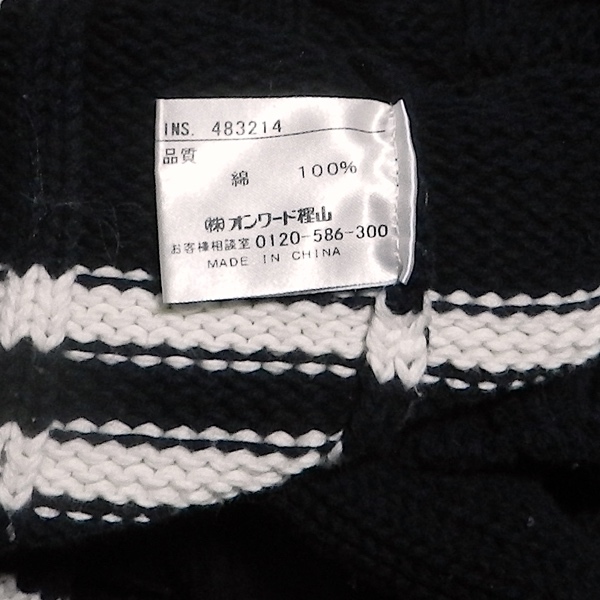 INS. 483214
品質
綿 100%
㈱オンワード樫山
お客様相談室 0120-586-300
MADE IN CHINA